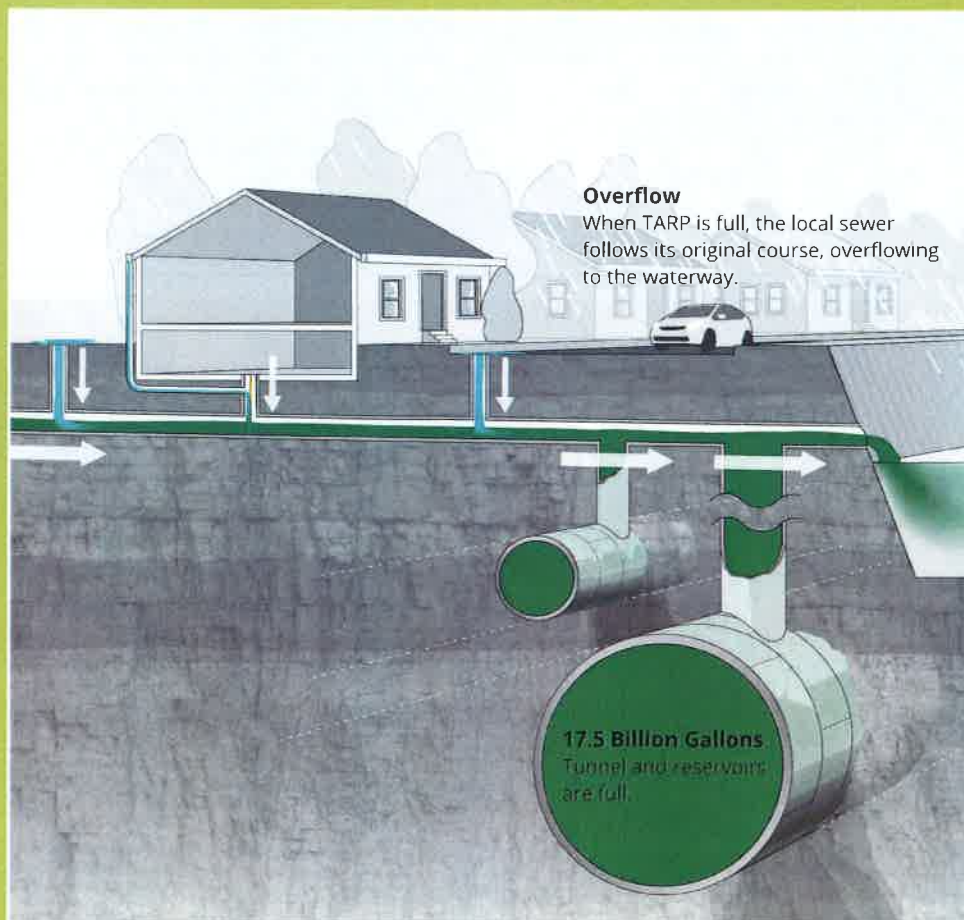 Overflow
When TARP is full, the local sewer
follows its original course, overflowing
to the waterway.
17.5 Billion Gallons
Tunnel and reservoirs
are full.